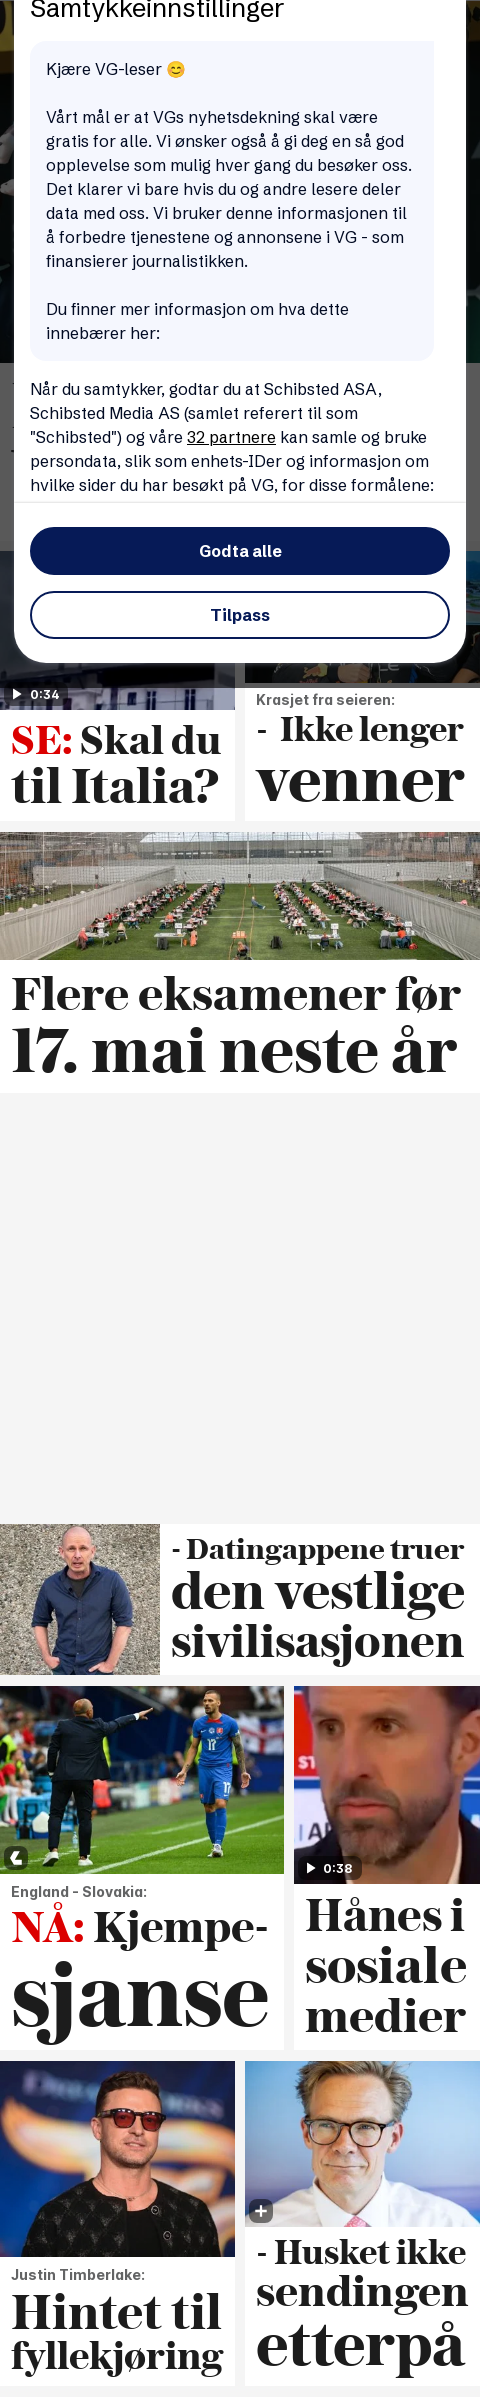 Samtykkeinnstillinger
Kjære VG-leser 😊
Vårt mål er at VGs nyhetsdekning skal være
gratis for alle. Vi ønsker også å gi deg en så god
opplevelse som mulig hver gang du besøker oss.
Det klarer vi bare hvis du og andre lesere deler
data med oss. Vi bruker denne informasjonen til
å forbedre tjenestene og annonsene i VG - som
finansierer journalistikken.
Du finner mer informasjon om hva dette
innebærer her:
Når du samtykker, godtar du at Schibsted ASA,
Schibsted Media AS (samlet referert til som
"Schibsted") og våre 32 partnere kan samle og bruke
persondata, slik som enhets-IDer og informasjon om
hvilke sider du har besøkt på VG, for disse formålene:
Godta alle
Tilpass
0:34
SE: Skal du
til Italia?
Krasjet fra seieren:
- Ikke lenger
venner
Flere eksamener før
17. mai neste år
- Datingappene truer
den vestlige
sivilisasjonen
England - Slovakia:
NÅ: Kjempe-
sjanse
0:38
Hånes i
sosiale
medier
Justin Timberlake:
Hintet til
fyllekjøring
- Husket ikke
sendingen
etterpå